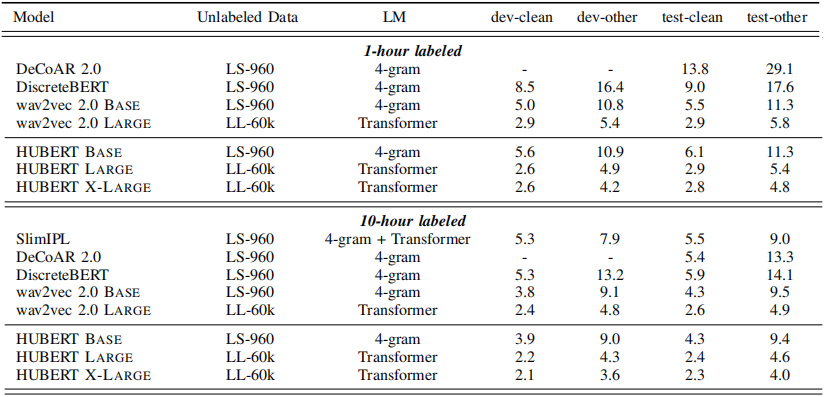 Model Unlabeled Data LM dev-clean dev-other test-clean test-other
1-hour labeled
DeCoAR 2.0 LS-960 4-gram - - 13.8 29.1
DiscreteBERT LS-960 4-gram 8.5 16.4 9.0 17.6
wav2vec 2.0 BASE LS-960 4-gram 5.0 10.8 5.5 11.3
wav2vec 2.0 LARGE LL-60k Transformer 2.9 5.4 2.9 5.8
HUBERT BASE LS-960 4-gram 5.6 10.9 6.1 11.3
HUBERT LARGE LL-60k Transformer 2.6 4.9 2.9 5.4
HUBERT X-LARGE LL-60k Transformer 2.6 4.2 2.8 4.8
10-hour labeled
SlimIPL LS-960 4-gram + Transformer 5.3 7.9 5.5 9.0
DeCoAR 2.0 LS-960 4-gram - - 5.4 13.3
DiscreteBERT LS-960 4-gram 5.3 13.2 5.9 14.1
wav2vec 2.0 BASE LS-960 4-gram 3.8 9.1 4.3 9.5
wav2vec 2.0 LARGE LL-60k Transformer 2.4 4.8 2.6 4.9
HUBERT BASE LS-960 4-gram 3.9 9.0 4.3 9.4
HUBERT LARGE LL-60k Transformer 2.2 4.3 2.4 4.6
HUBERT X-LARGE LL-60k Transformer 2.1 3.6 2.3 4.0